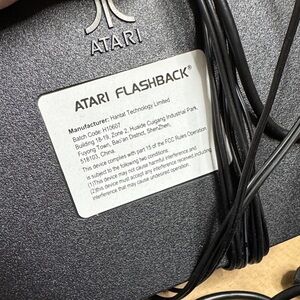 ATARI
ATARI FLASHBACK®
Manufacturer: Hantat Technology Limited
Batch Code: H10607
Building 18-19, Zone 2, Huaide Cuigang Industrial Park,
Fuyong Town, Bao'an District, ShenZhen,
518103, China.
This device complies with part 15 of the FCC Rules Operation
is subject to the following two conditions:
(1)This device may not cause harmful interference and
(2)this device must accept any interference received, including
interference that may cause undesired operation.